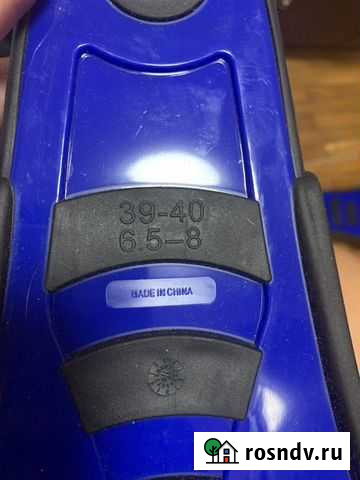 39-40
6.5-8
MADE IN CHINA
rosndv.ru